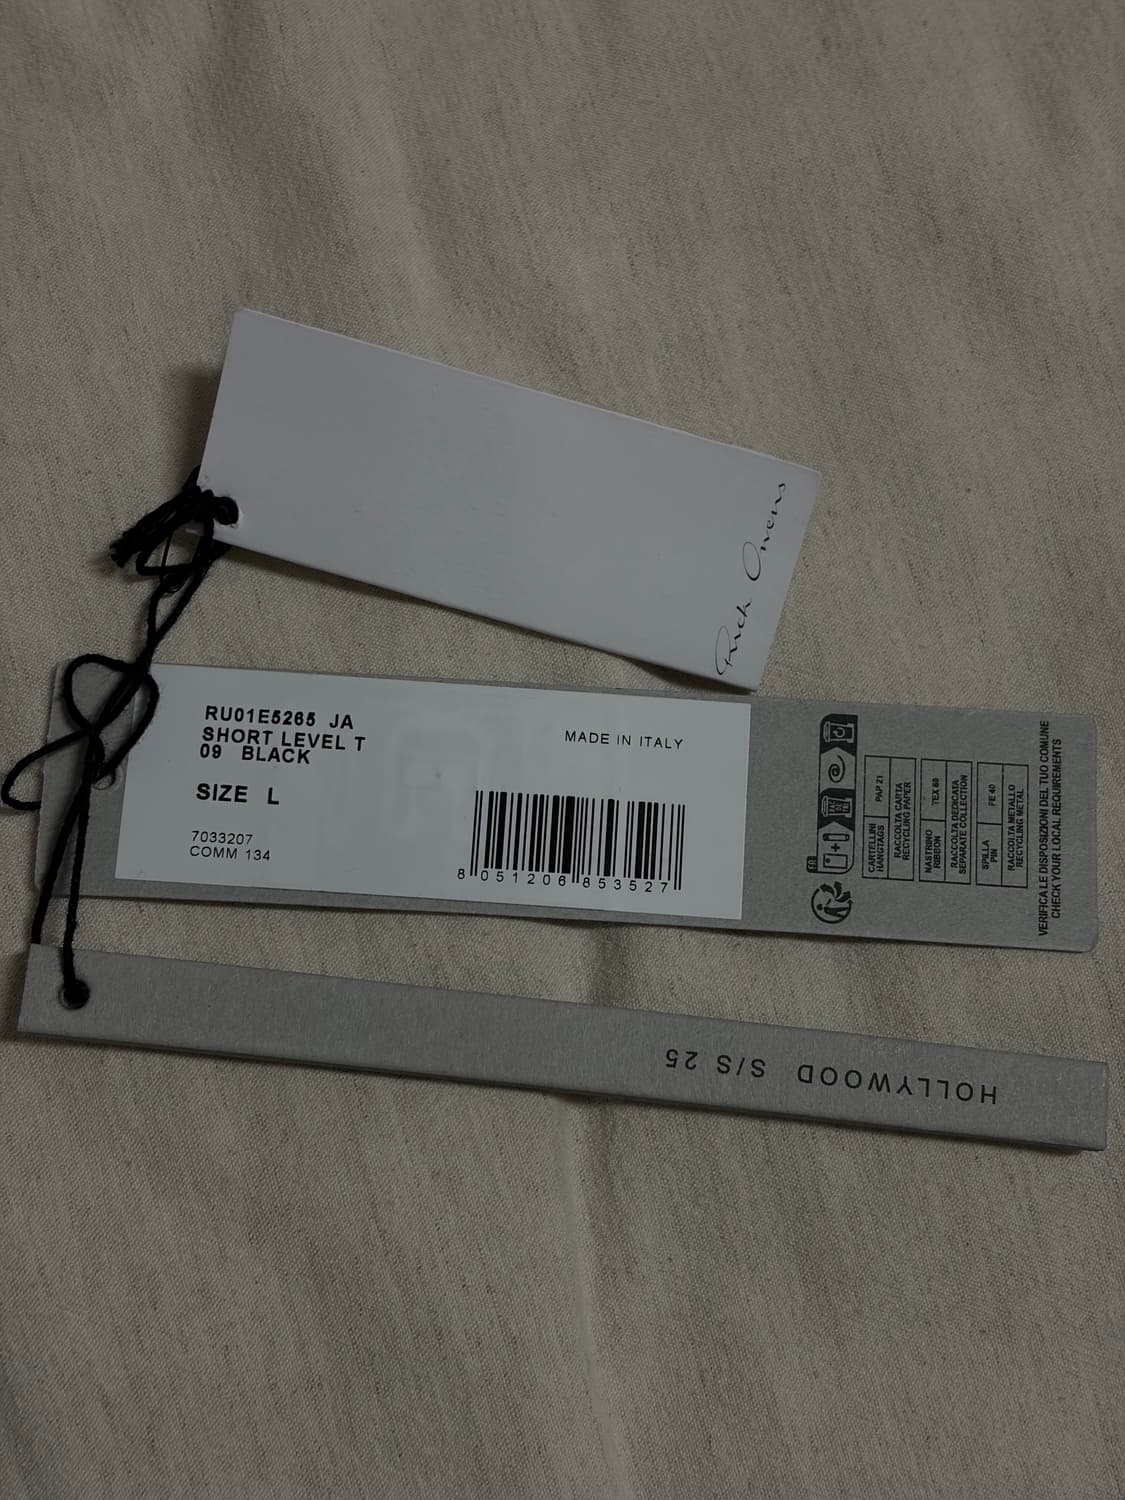 Rick Owens
RU01E5265 JA
SHORT LEVEL T
09 BLACK
SIZE L
7033207
COMM 134
MADE IN ITALY
8 051206 853527
FR
CARTELLINI
HANGTAGS
PAP 21
RACCOLTA CARTA
RECYCLING PAPER
NASTRINO
RIBBON
TEX 60
RACCOLTA DEDICATA
SEPARATE COLLECTION
SPILLA
PIN
FE 40
RACCOLTA METALLO
RECYCLING METAL
VERIFICA LE DISPOSIZIONI DEL TUO COMUNE
CHECK YOUR LOCAL REQUIREMENTS
HOLLYWOOD S/S 25